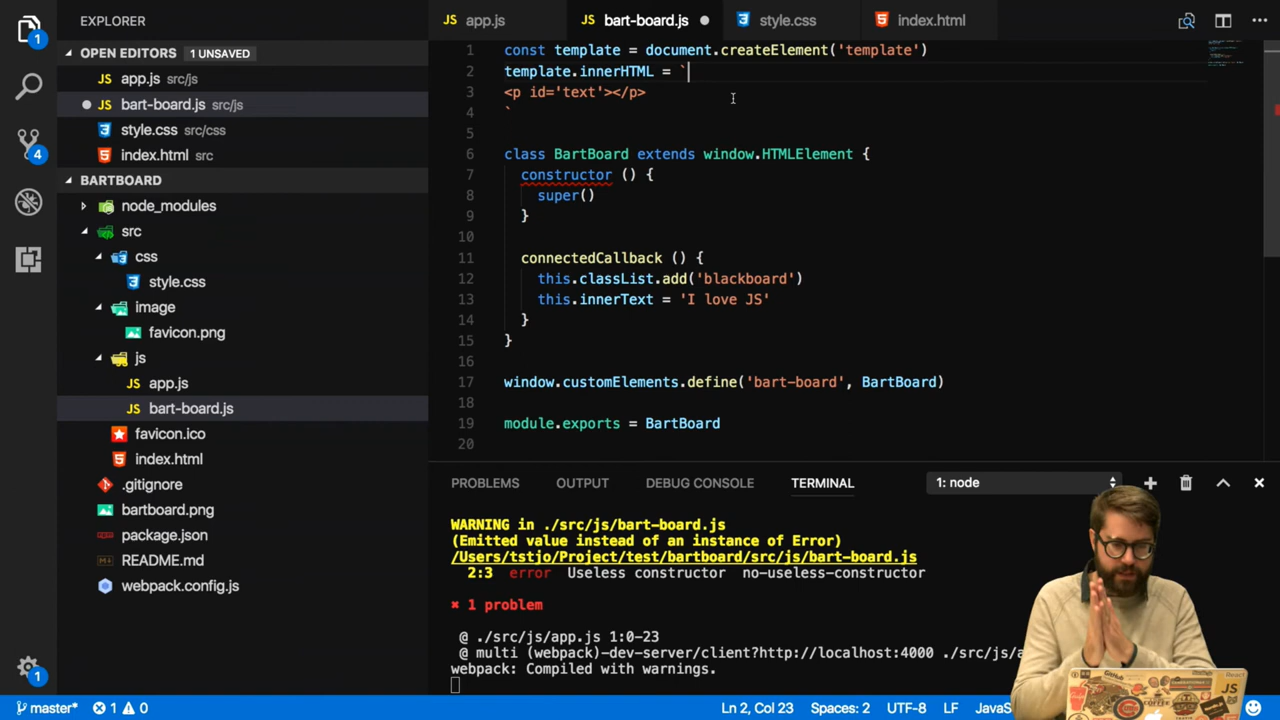 EXPLORER
OPEN EDITORS 1 UNSAVED
app.js src/js
bart-board.js src/js
style.css src/css
index.html src
BARTBOARD
node_modules
src
css
style.css
image
favicon.png
js
app.js
bart-board.js
favicon.ico
index.html
.gitignore
bartboard.png
package.json
README.md
webpack.config.js
1
4
1
JS app.js
JS bart-board.js
style.css
index.html
1 const template = document.createElement('template')
2 template.innerHTML = `
3 <p id='text'></p>
4 `
5
6 class BartBoard extends window.HTMLElement {
7 constructor () {
8 super()
9 }
10
11 connectedCallback () {
12 this.classList.add('blackboard')
13 this.innerText = 'I love JS'
14 }
15 }
16
17 window.customElements.define('bart-board', BartBoard)
18
19 module.exports = BartBoard
20
PROBLEMS OUTPUT DEBUG CONSOLE TERMINAL 1: node
WARNING in ./src/js/bart-board.js
(Emitted value instead of an instance of Error)
/Users/tstjo/Project/test/bartboard/src/js/bart-board.js
2:3 error Useless constructor no-useless-constructor
✖ 1 problem
@ ./src/js/app.js 1:0-23
@ multi (webpack)-dev-server/client?http://localhost:4000 ./src/js/a
webpack: Compiled with warnings.
master* 1 0 Ln 2, Col 23 Spaces: 2 UTF-8 LF JavaS
GitHub
JS